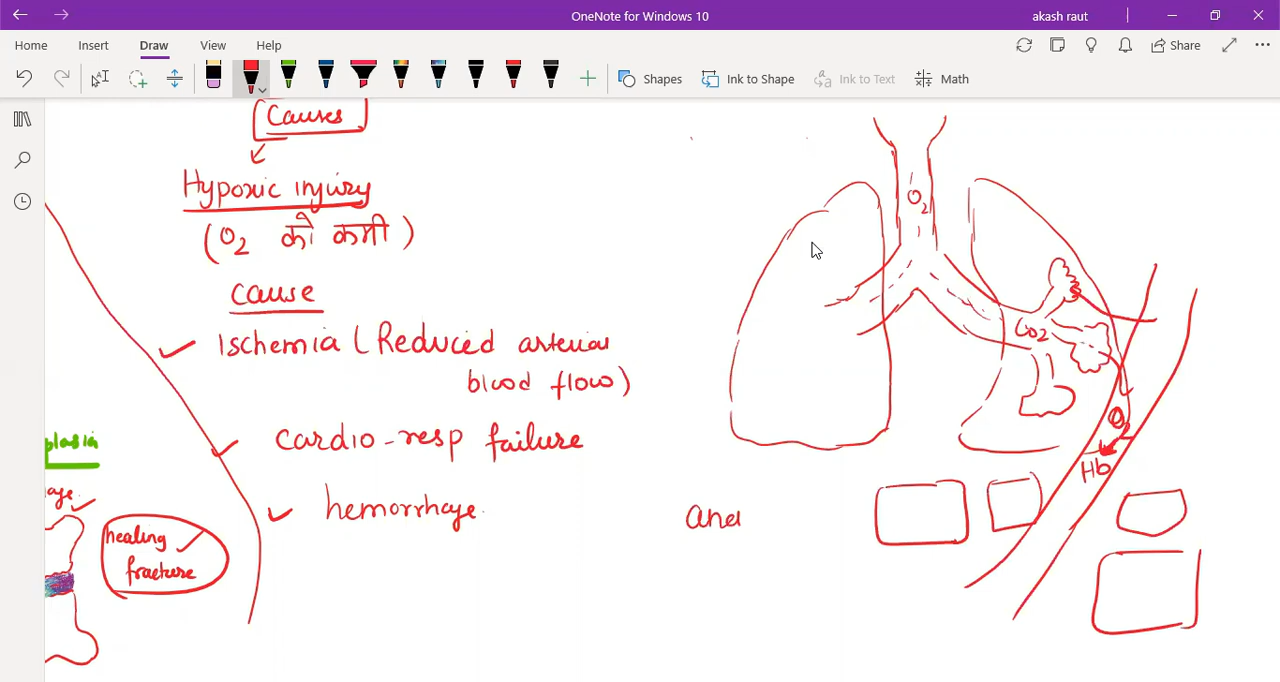 OneNote for Windows 10
akash raut
Home Insert Draw View Help
Share
Shapes
Ink to Shape
Ink to Text
Math
Causes
Hypoxic injury
(O2 की कमी)
Cause
Ischemia (Reduced arterial
blood flow)
cardio-resp failure
hemorrhage
plasia
age
healing
fracture
O2
CO2
O2
Hb
ane